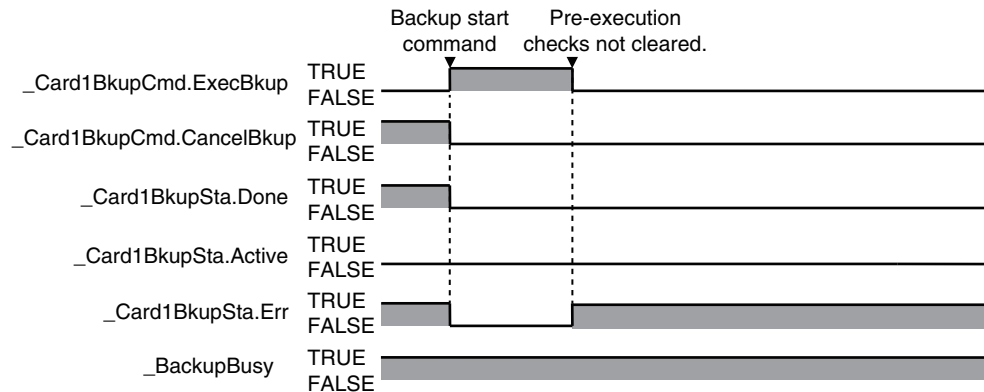 Backup start
command
Pre-execution
checks not cleared.
_Card1BkupCmd.ExecBkup
TRUE
FALSE
_Card1BkupCmd.CancelBkup
TRUE
FALSE
_Card1BkupSta.Done
TRUE
FALSE
_Card1BkupSta.Active
TRUE
FALSE
_Card1BkupSta.Err
TRUE
FALSE
_BackupBusy
TRUE
FALSE